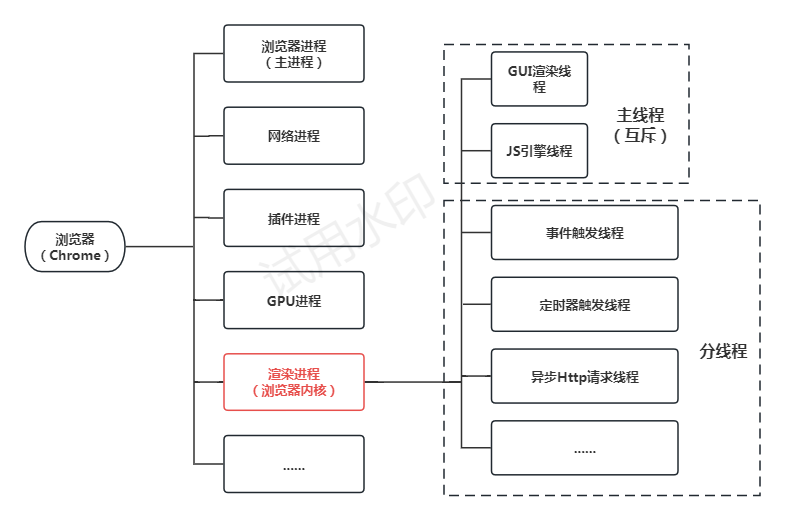 浏览器
（Chrome）
浏览器进程
（主进程）
网络进程
插件进程
GPU进程
渲染进程
（浏览器内核）
......
GUI渲染线
程
JS引擎线程
主线程
（互斥）
事件触发线程
定时器触发线程
异步Http请求线程
......
分线程
试用水印